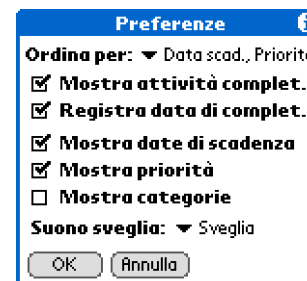 Preferenze
Ordina per: Data scad., Priorit
Mostra attività complet.
Registra data di complet.
Mostra date di scadenza
Mostra priorità
Mostra categorie
Suono sveglia: Sveglia
OK Annulla